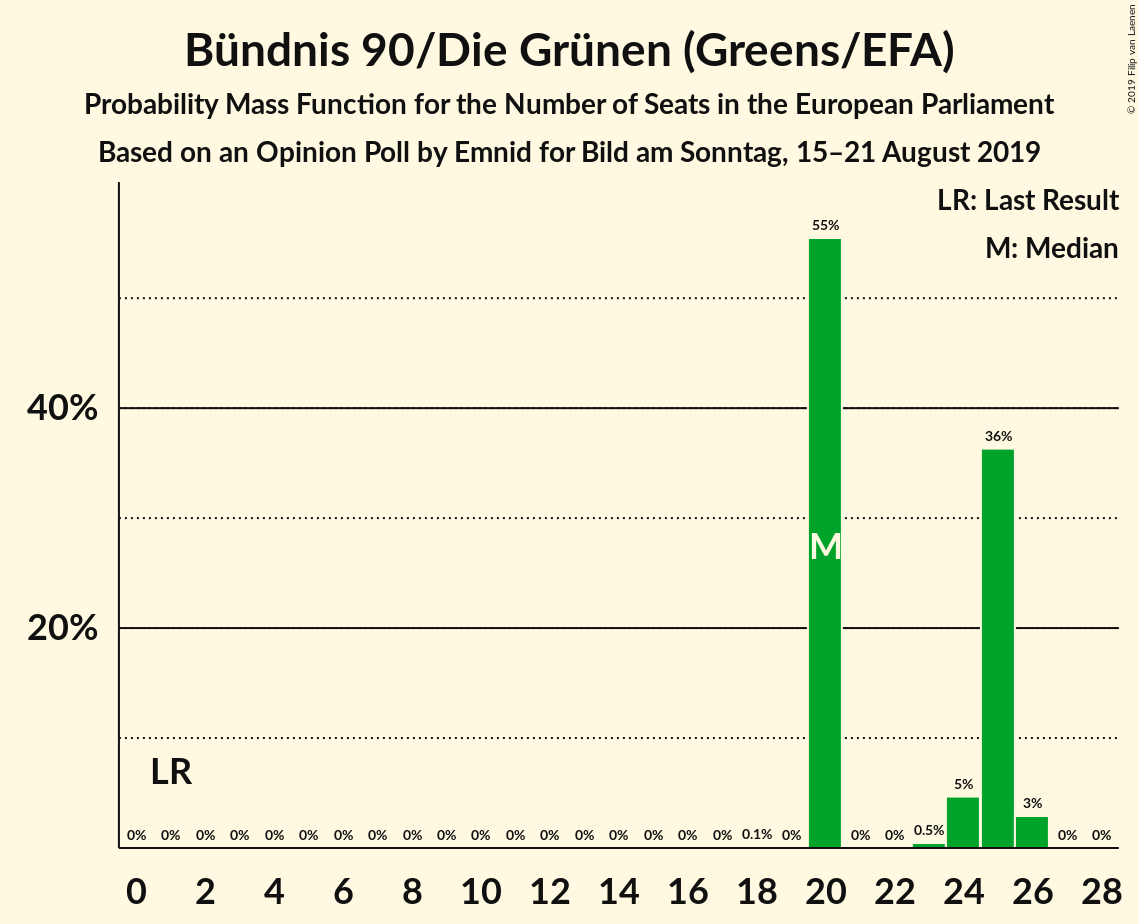 Bündnis 90/Die Grünen (Greens/EFA)
Probability Mass Function for the Number of Seats in the European Parliament
Based on an Opinion Poll by Emnid for Bild am Sonntag, 15–21 August 2019
© 2019 Filip van Laenen
LR: Last Result
M: Median
55%
40%
36%
M
20%
LR
5%
3%
0% 0% 0% 0% 0% 0% 0% 0% 0% 0% 0% 0% 0% 0% 0% 0% 0% 0% 0.1% 0% 0% 0% 0.5% 0% 0%
0 2 4 6 8 10 12 14 16 18 20 22 24 26 28